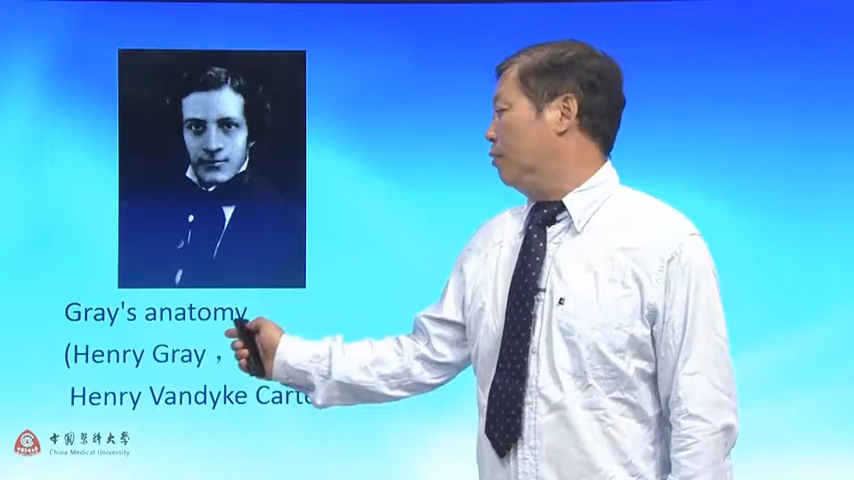 Gray's anatomy
(Henry Gray，
Henry Vandyke Carte
中国医科大学
China Medical University